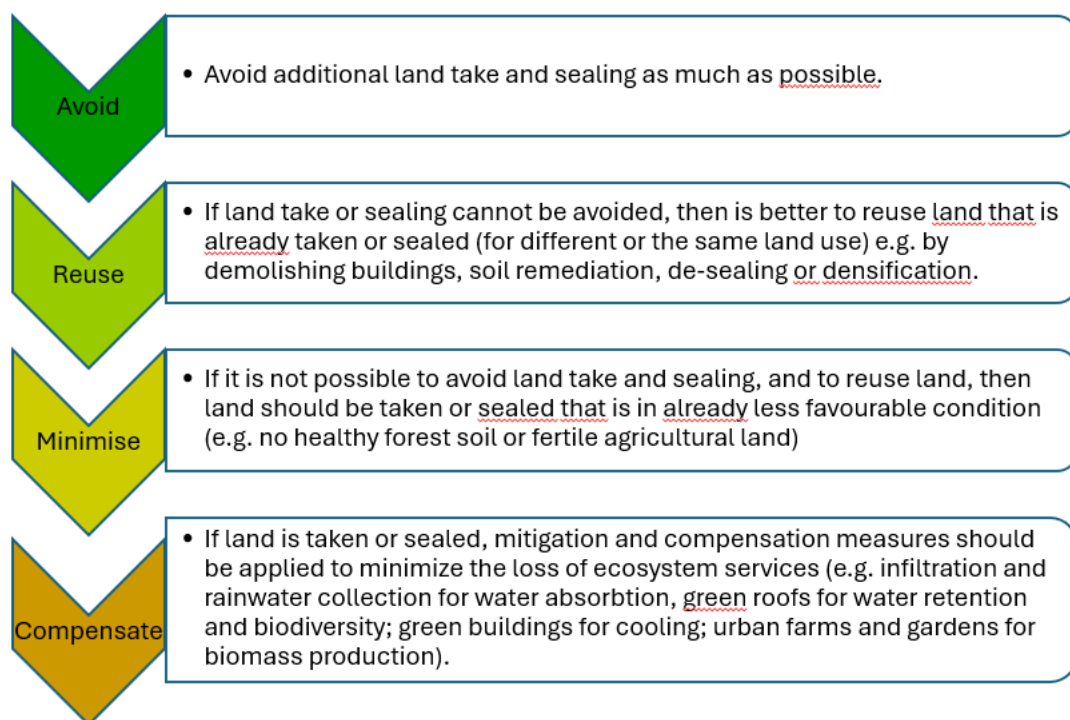 Avoid
• Avoid additional land take and sealing as much as possible.
Reuse
• If land take or sealing cannot be avoided, then is better to reuse land that is
already taken or sealed (for different or the same land use) e.g. by
demolishing buildings, soil remediation, de-sealing or densification.
Minimise
• If it is not possible to avoid land take and sealing, and to reuse land, then
land should be taken or sealed that is in already less favourable condition
(e.g. no healthy forest soil or fertile agricultural land)
Compensate
• If land is taken or sealed, mitigation and compensation measures should
be applied to minimize the loss of ecosystem services (e.g. infiltration and
rainwater collection for water absorbtion, green roofs for water retention
and biodiversity; green buildings for cooling; urban farms and gardens for
biomass production).